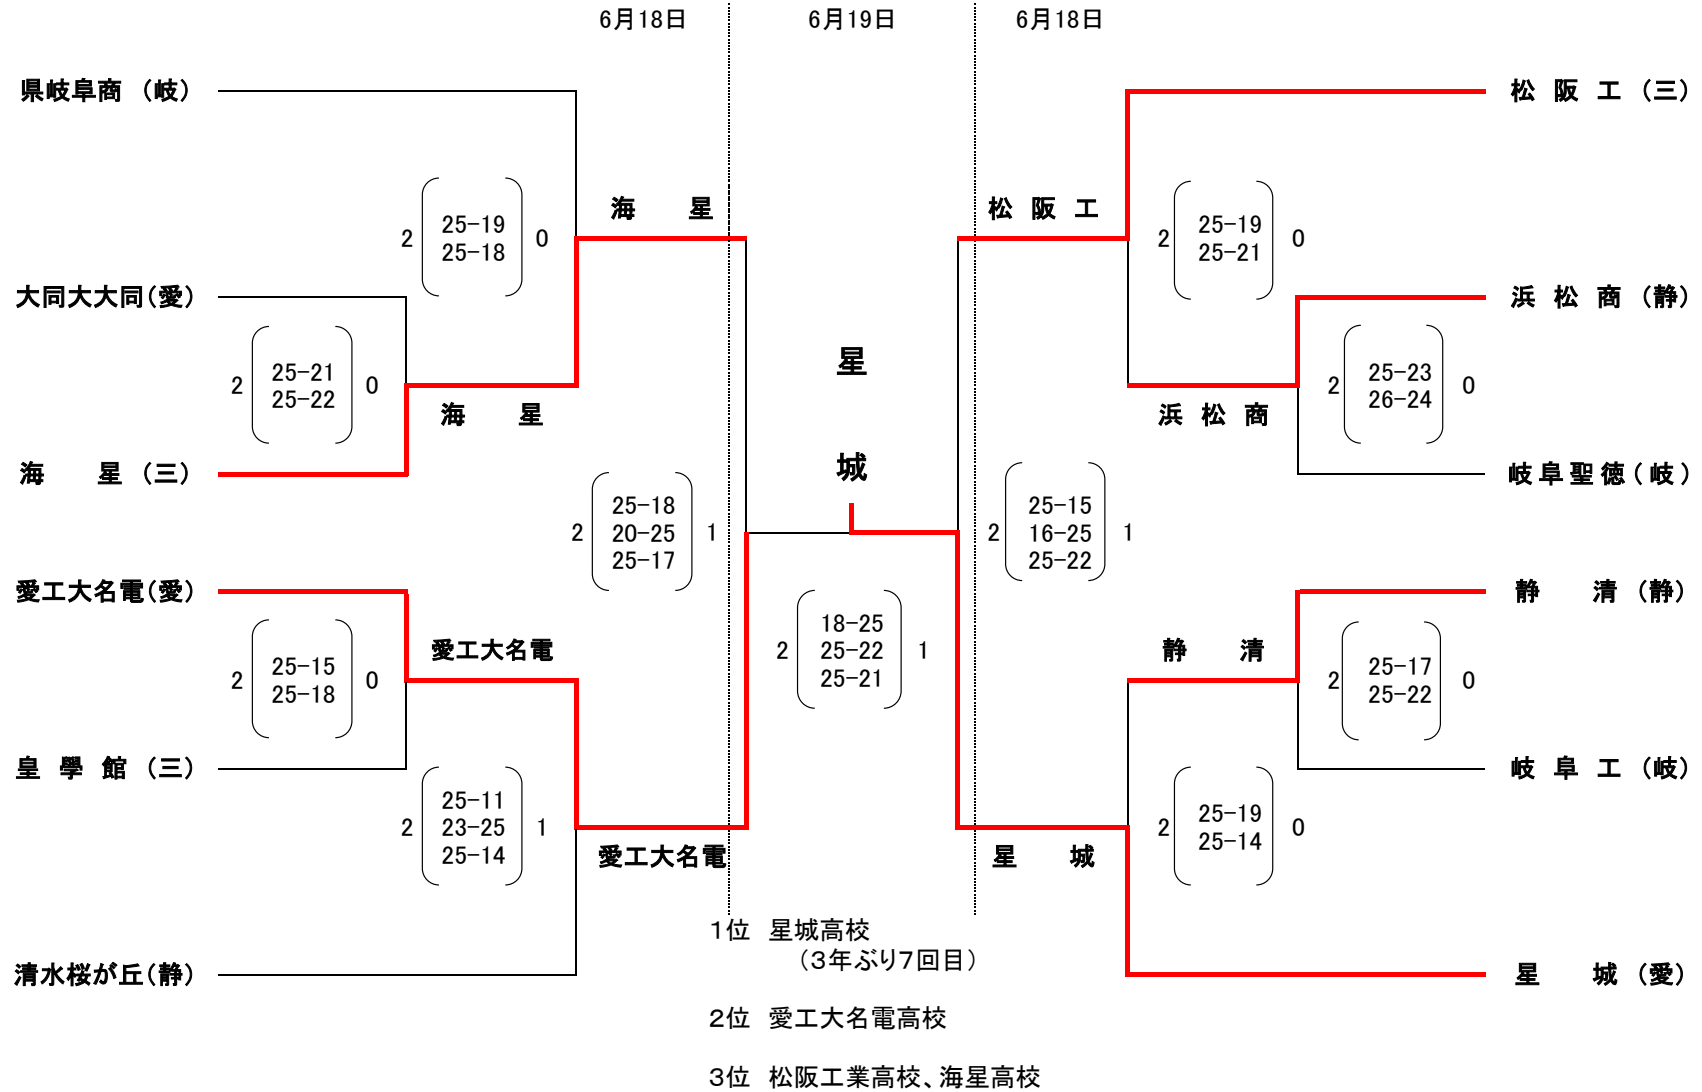 6月18日
6月19日
6月18日
県岐阜商（岐）
松阪工（三）
海星
松阪工
2
25-19
25-18
0
2
25-19
25-21
0
大同大大同(愛)
浜松商（静）
2
25-21
25-22
0
星城
2
25-23
26-24
0
海星
浜松商
海星（三）
岐阜聖徳(岐)
2
25-18
20-25
25-17
1
2
25-15
16-25
25-22
1
愛工大名電(愛)
静清（静）
2
18-25
25-22
25-21
1
2
25-15
25-18
0
愛工大名電
静清
2
25-17
25-22
0
皇學館（三）
岐阜工（岐）
2
25-11
23-25
25-14
1
2
25-19
25-14
0
愛工大名電
星城
1位 星城高校
（3年ぶり7回目）
清水桜が丘(静)
星城（愛）
2位 愛工大名電高校
3位 松阪工業高校、海星高校